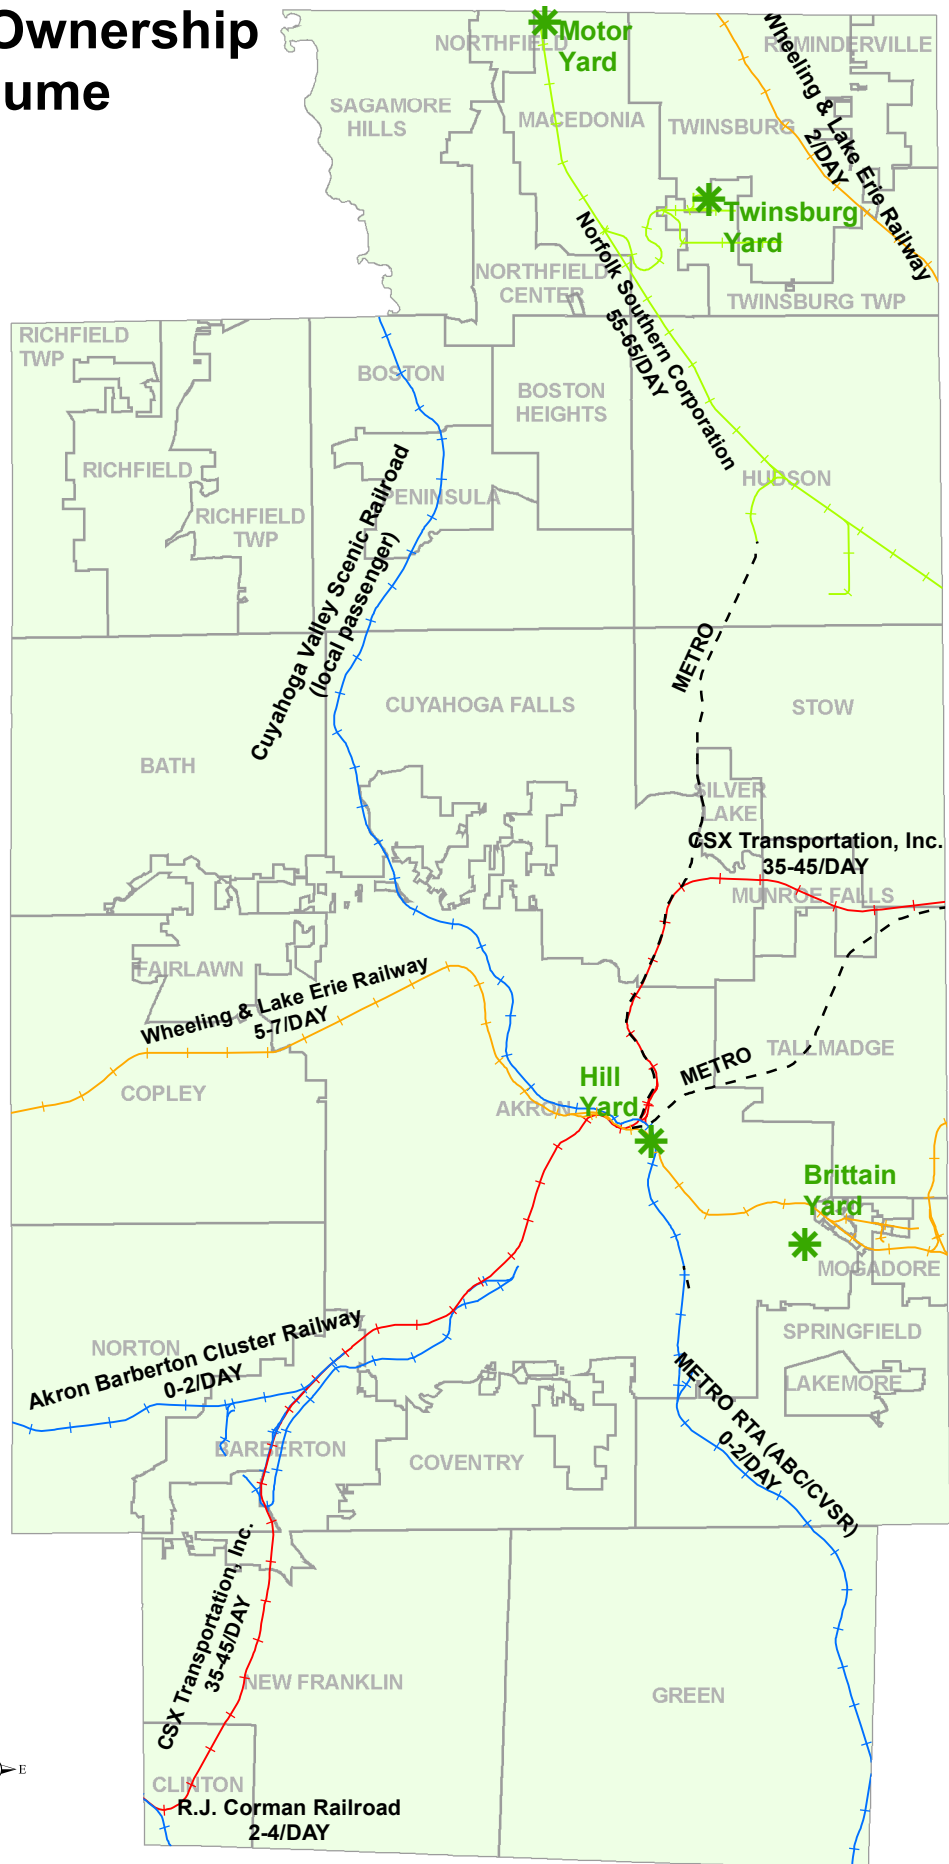 Ownership
ume
NORTHFIELD
Motor
Yard
REMINDERVILLE
Wheeling & Lake Erie Railway
2/DAY
SAGAMORE
HILLS
MACEDONIA
TWINSBURG
Twinsburg
Yard
Norfolk Southern Corporation
55-65/DAY
NORTHFIELD
CENTER
TWINSBURG TWP
RICHFIELD
TWP
BOSTON
BOSTON
HEIGHTS
RICHFIELD
RICHFIELD
TWP
PENINSULA
HUDSON
Cuyahoga Valley Scenic Railroad
(local passenger)
METRO
CUYAHOGA FALLS
STOW
BATH
SILVER
LAKE
CSX Transportation, Inc.
35-45/DAY
MUNROE FALLS
FAIRLAWN
Wheeling & Lake Erie Railway
5-7/DAY
COPLEY
TALLMADGE
METRO
Hill
Yard
AKRON
Brittain
Yard
MOGADORE
SPRINGFIELD
LAKEMORE
NORTON
Akron Barberton Cluster Railway
0-2/DAY
BARBERTON
COVENTRY
METRO RTA (ABC/CVSR)
0-2/DAY
CSX Transportation, Inc.
35-45/DAY
NEW FRANKLIN
GREEN
E
CLINTON
R.J. Corman Railroad
2-4/DAY